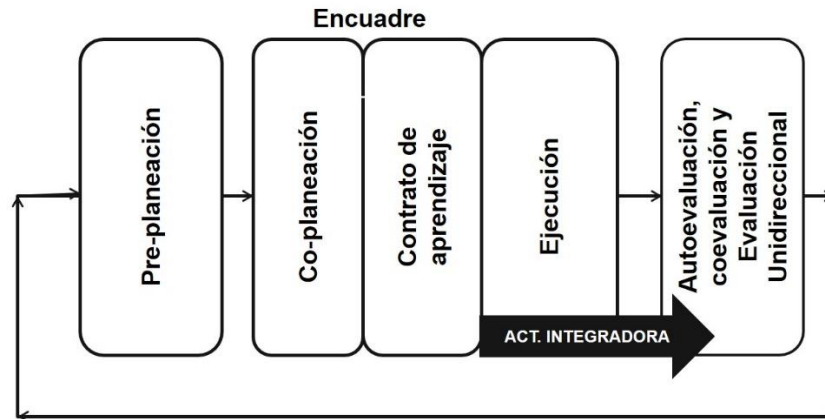 Encuadre
Pre-planeación
Co-planeación
Contrato de
aprendizaje
Ejecución
Autoevaluación,
coevaluación y
Evaluación
Unidireccional
ACT. INTEGRADORA